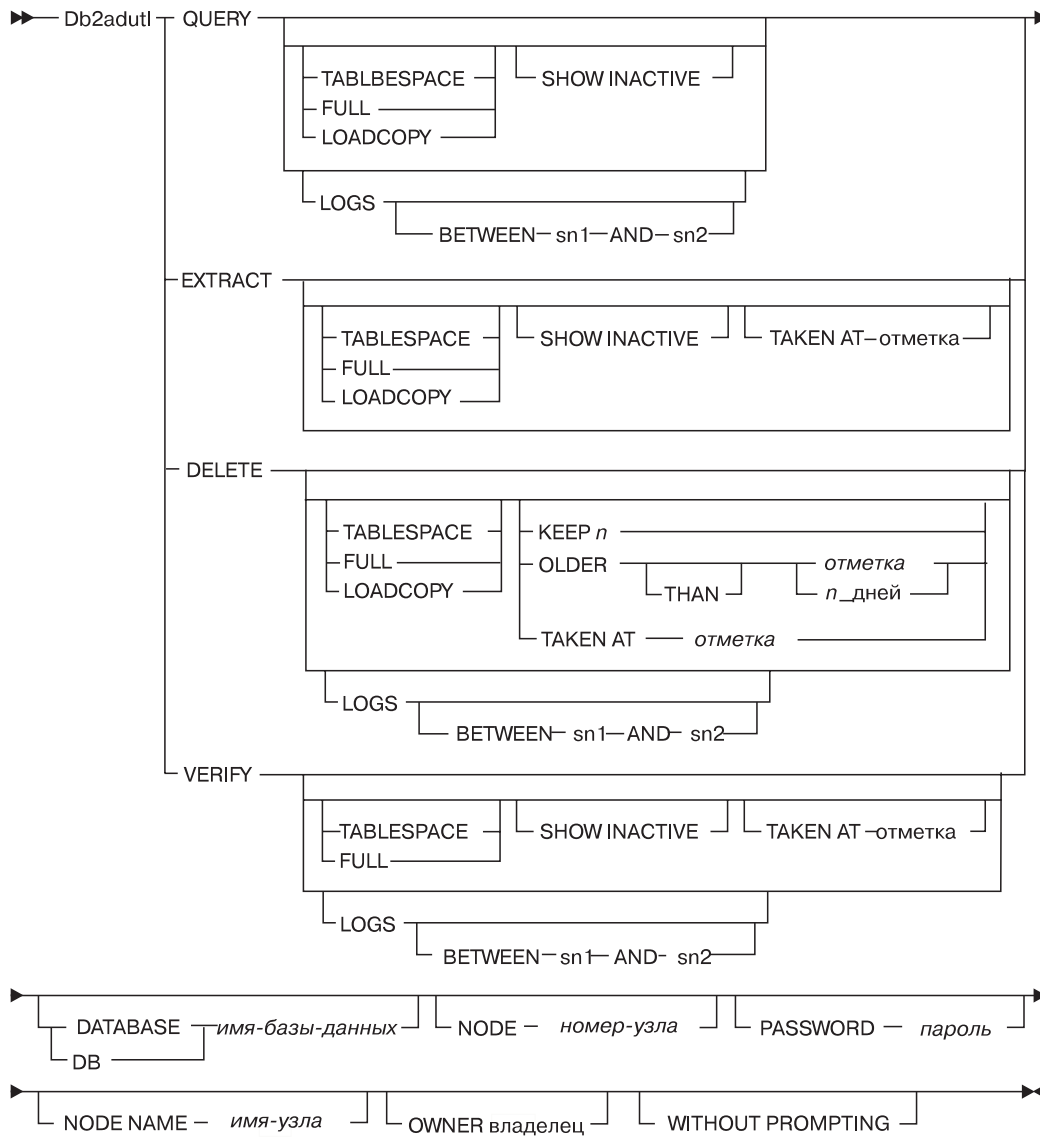 Db2adutl QUERY
TABLBESPACE SHOW INACTIVE
FULL
LOADCOPY
LOGS
BETWEEN sn1 AND sn2
EXTRACT
TABLESPACE SHOW INACTIVE TAKEN AT отметка
FULL
LOADCOPY
DELETE
TABLESPACE KEEP n
FULL OLDER отметка
LOADCOPY THAN n_дней
TAKEN AT отметка
LOGS
BETWEEN sn1 AND sn2
VERIFY
TABLESPACE SHOW INACTIVE TAKEN AT отметка
FULL
LOGS
BETWEEN sn1 AND sn2
DATABASE имя-базы-данных NODE номер-узла PASSWORD пароль
DB
NODE NAME имя-узла OWNER владелец WITHOUT PROMPTING